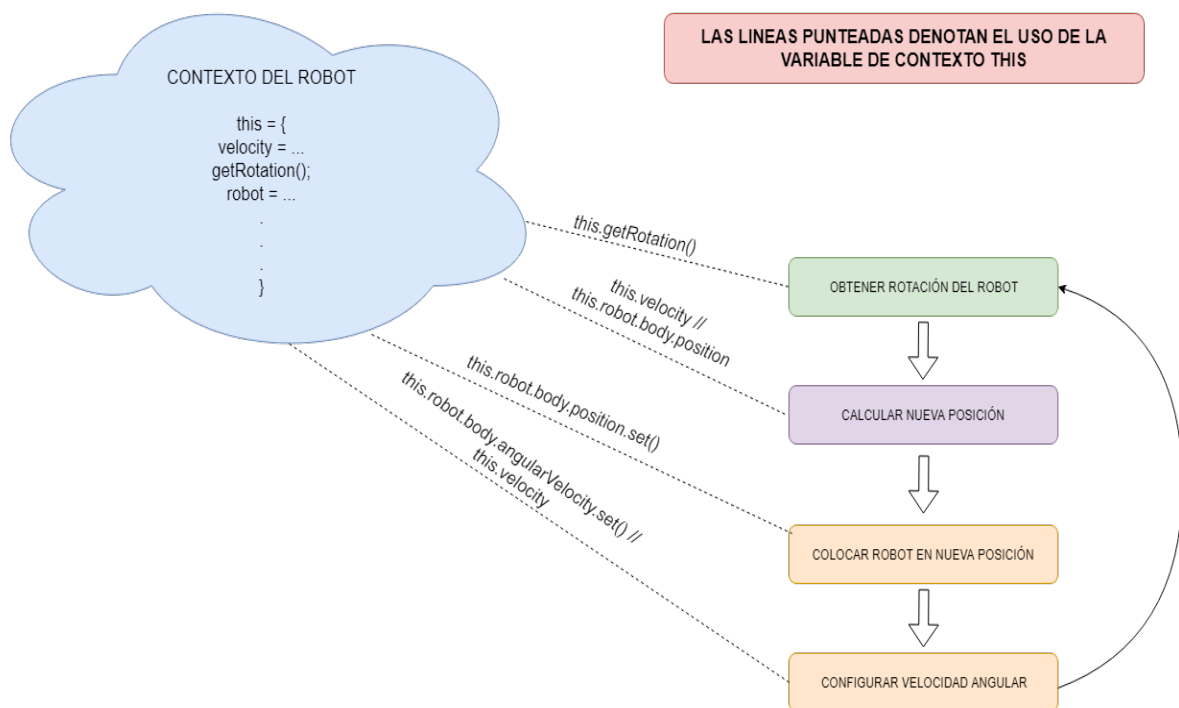 LAS LINEAS PUNTEADAS DENOTAN EL USO DE LA
VARIABLE DE CONTEXTO THIS
CONTEXTO DEL ROBOT
this = {
velocity = ...
getRotation();
robot = ...
.
.
.
}
this.getRotation()
OBTENER ROTACIÓN DEL ROBOT
this.velocity //
this.robot.body.position
CALCULAR NUEVA POSICIÓN
this.robot.body.position.set()
COLOCAR ROBOT EN NUEVA POSICIÓN
this.robot.body.angularVelocity.set() //
this.velocity
CONFIGURAR VELOCIDAD ANGULAR